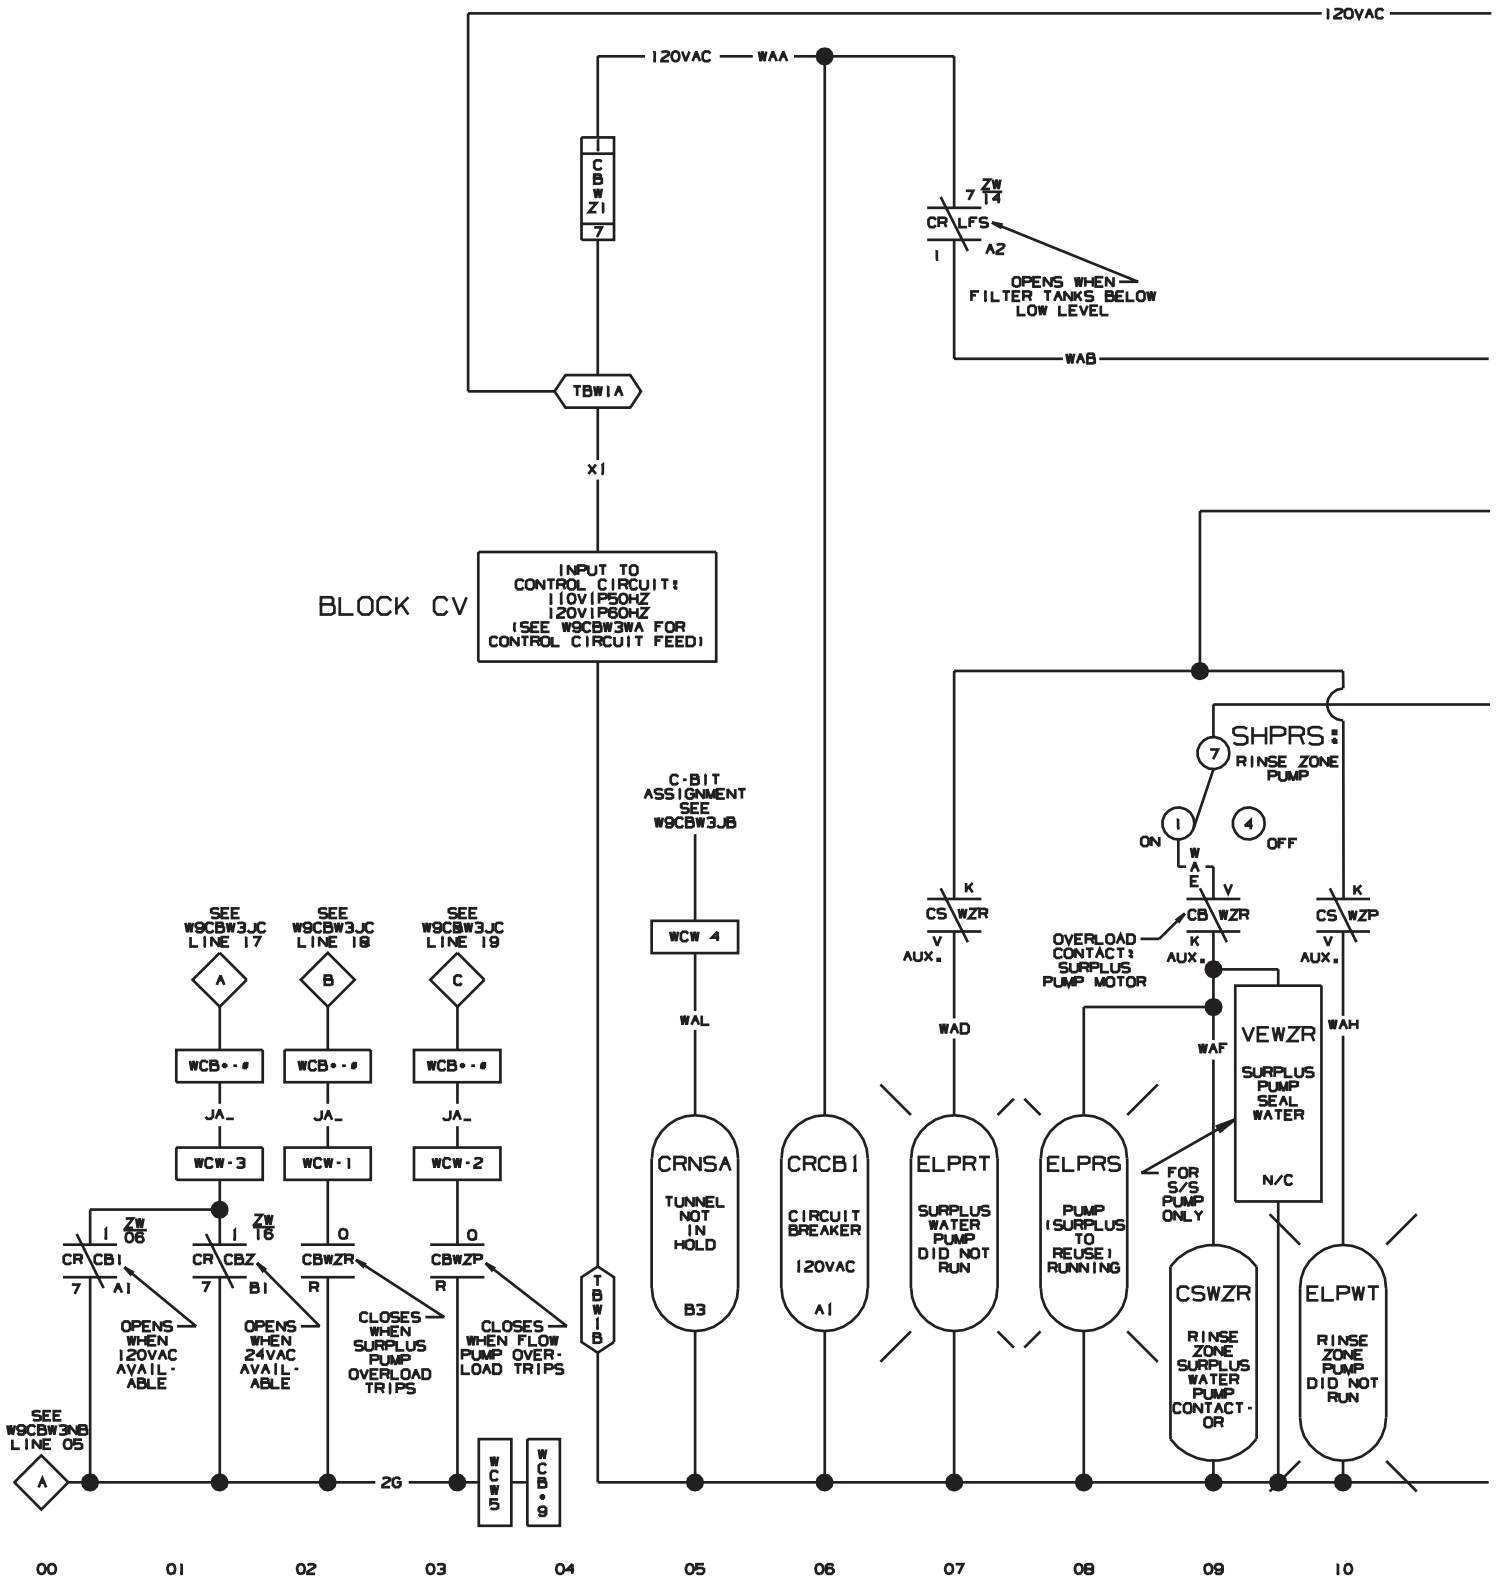 120VAC
120VAC
WAA
1
C
B
W
Z1
7
7
ZW
14
CR LFS
1
A2
OPENS WHEN
FILTER TANKS BELOW
LOW LEVEL
WAB
TBW1A
X1
BLOCK CV
INPUT TO
CONTROL CIRCUIT:
110V1P50HZ
120V1P60HZ
(SEE W9CBW3WA FOR
CONTROL CIRCUIT FEED)
SHPRS:
7
RINSE ZONE
PUMP
1
ON
4
OFF
W
A
E
C-BIT
ASSIGNMENT
SEE
W9CBW3JB
WCW 4
WAL
K
CS WZR
V
AUX.
WAD
V
CB WZR
K
AUX.
OVERLOAD
CONTACT:
SURPLUS
PUMP MOTOR
K
CS WZP
V
AUX.
WAF
WAH
VEWZR
SURPLUS
PUMP
SEAL
WATER
N/C
FOR
S/S
PUMP
ONLY
SEE
W9CBW3JC
LINE 17
A
WCB*-#
JA_
WCW-3
SEE
W9CBW3JC
LINE 18
B
WCB*-#
JA_
WCW-1
SEE
W9CBW3JC
LINE 19
C
WCB*-#
JA_
WCW-2
1
ZW
06
CR CB1
7
A1
OPENS
WHEN
120VAC
AVAIL-
ABLE
1
ZW
16
CR CBZ
7
B1
OPENS
WHEN
24VAC
AVAIL-
ABLE
O
CBWZR
R
CLOSES
WHEN
SURPLUS
PUMP
OVERLOAD
TRIPS
O
CBWZP
R
CLOSES
WHEN FLOW
PUMP OVER-
LOAD TRIPS
T
B
W
1
B
CRNSA
TUNNEL
NOT
IN
HOLD
B3
CRCB1
CIRCUIT
BREAKER
120VAC
A1
ELPRT
SURPLUS
WATER
PUMP
DID NOT
RUN
ELPRS
PUMP
(SURPLUS
TO
REUSE)
RUNNING
CSWZR
RINSE
ZONE
SURPLUS
WATER
PUMP
CONTACT-
OR
ELPWT
RINSE
ZONE
PUMP
DID NOT
RUN
SEE
W9CBW3NB
LINE 05
A
2G
W
C
W
5
W
C
B
*
9
00 01 02 03 04 05 06 07 08 09 10